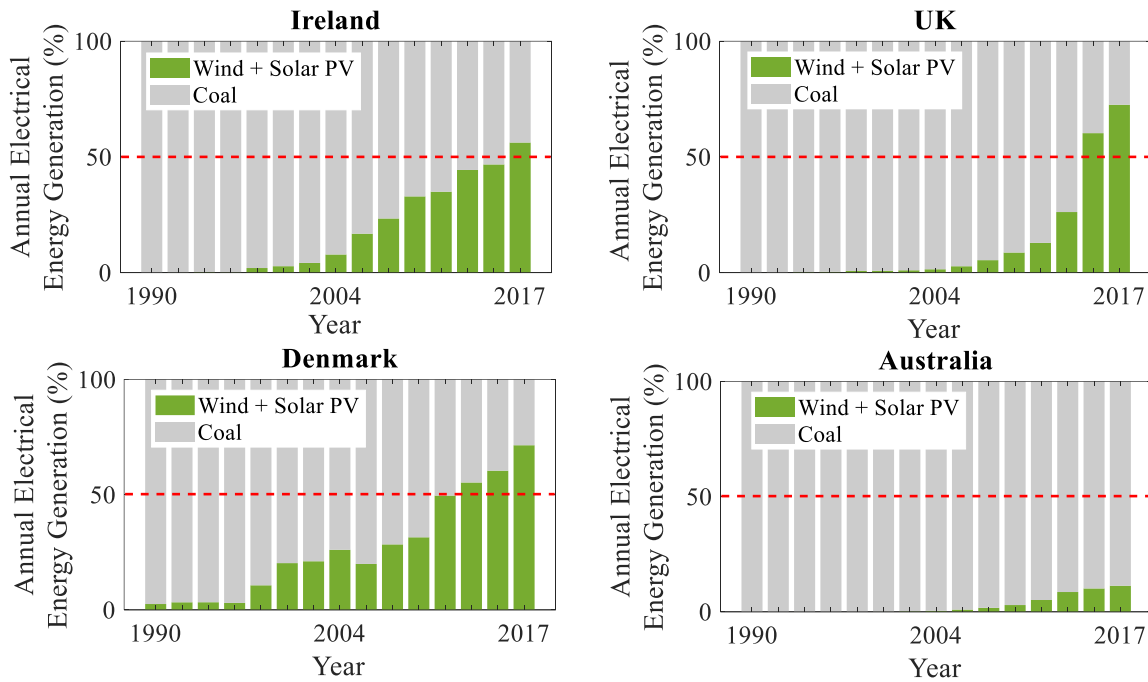 Ireland
Annual Electrical
Energy Generation (%)
100
50
0
Wind + Solar PV
Coal
1990
2004
2017
Year
UK
Annual Electrical
Energy Generation (%)
100
50
0
Wind + Solar PV
Coal
1990
2004
2017
Year
Denmark
Annual Electrical
Energy Generation (%)
100
50
0
Wind + Solar PV
Coal
1990
2004
2017
Year
Australia
Annual Electrical
Energy Generation (%)
100
50
0
Wind + Solar PV
Coal
1990
2004
2017
Year